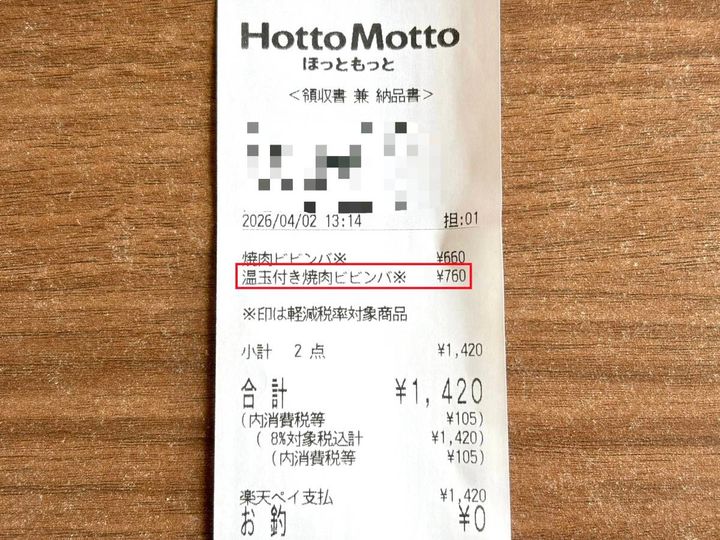 HottoMotto
ほっともっと
＜領収書 兼 納品書＞
2026/04/02 13:14 担:01
焼肉ビビンバ※ ¥660
温玉付き焼肉ビビンバ※ ¥760
※印は軽減税率対象商品
小計 2 点 ¥1,420
合 計 ¥1,420
(内消費税等 ¥105)
( 8%対象税込計 ¥1,420)
(内消費税等 ¥105)
楽天ペイ支払 ¥1,420
お 釣 ¥0